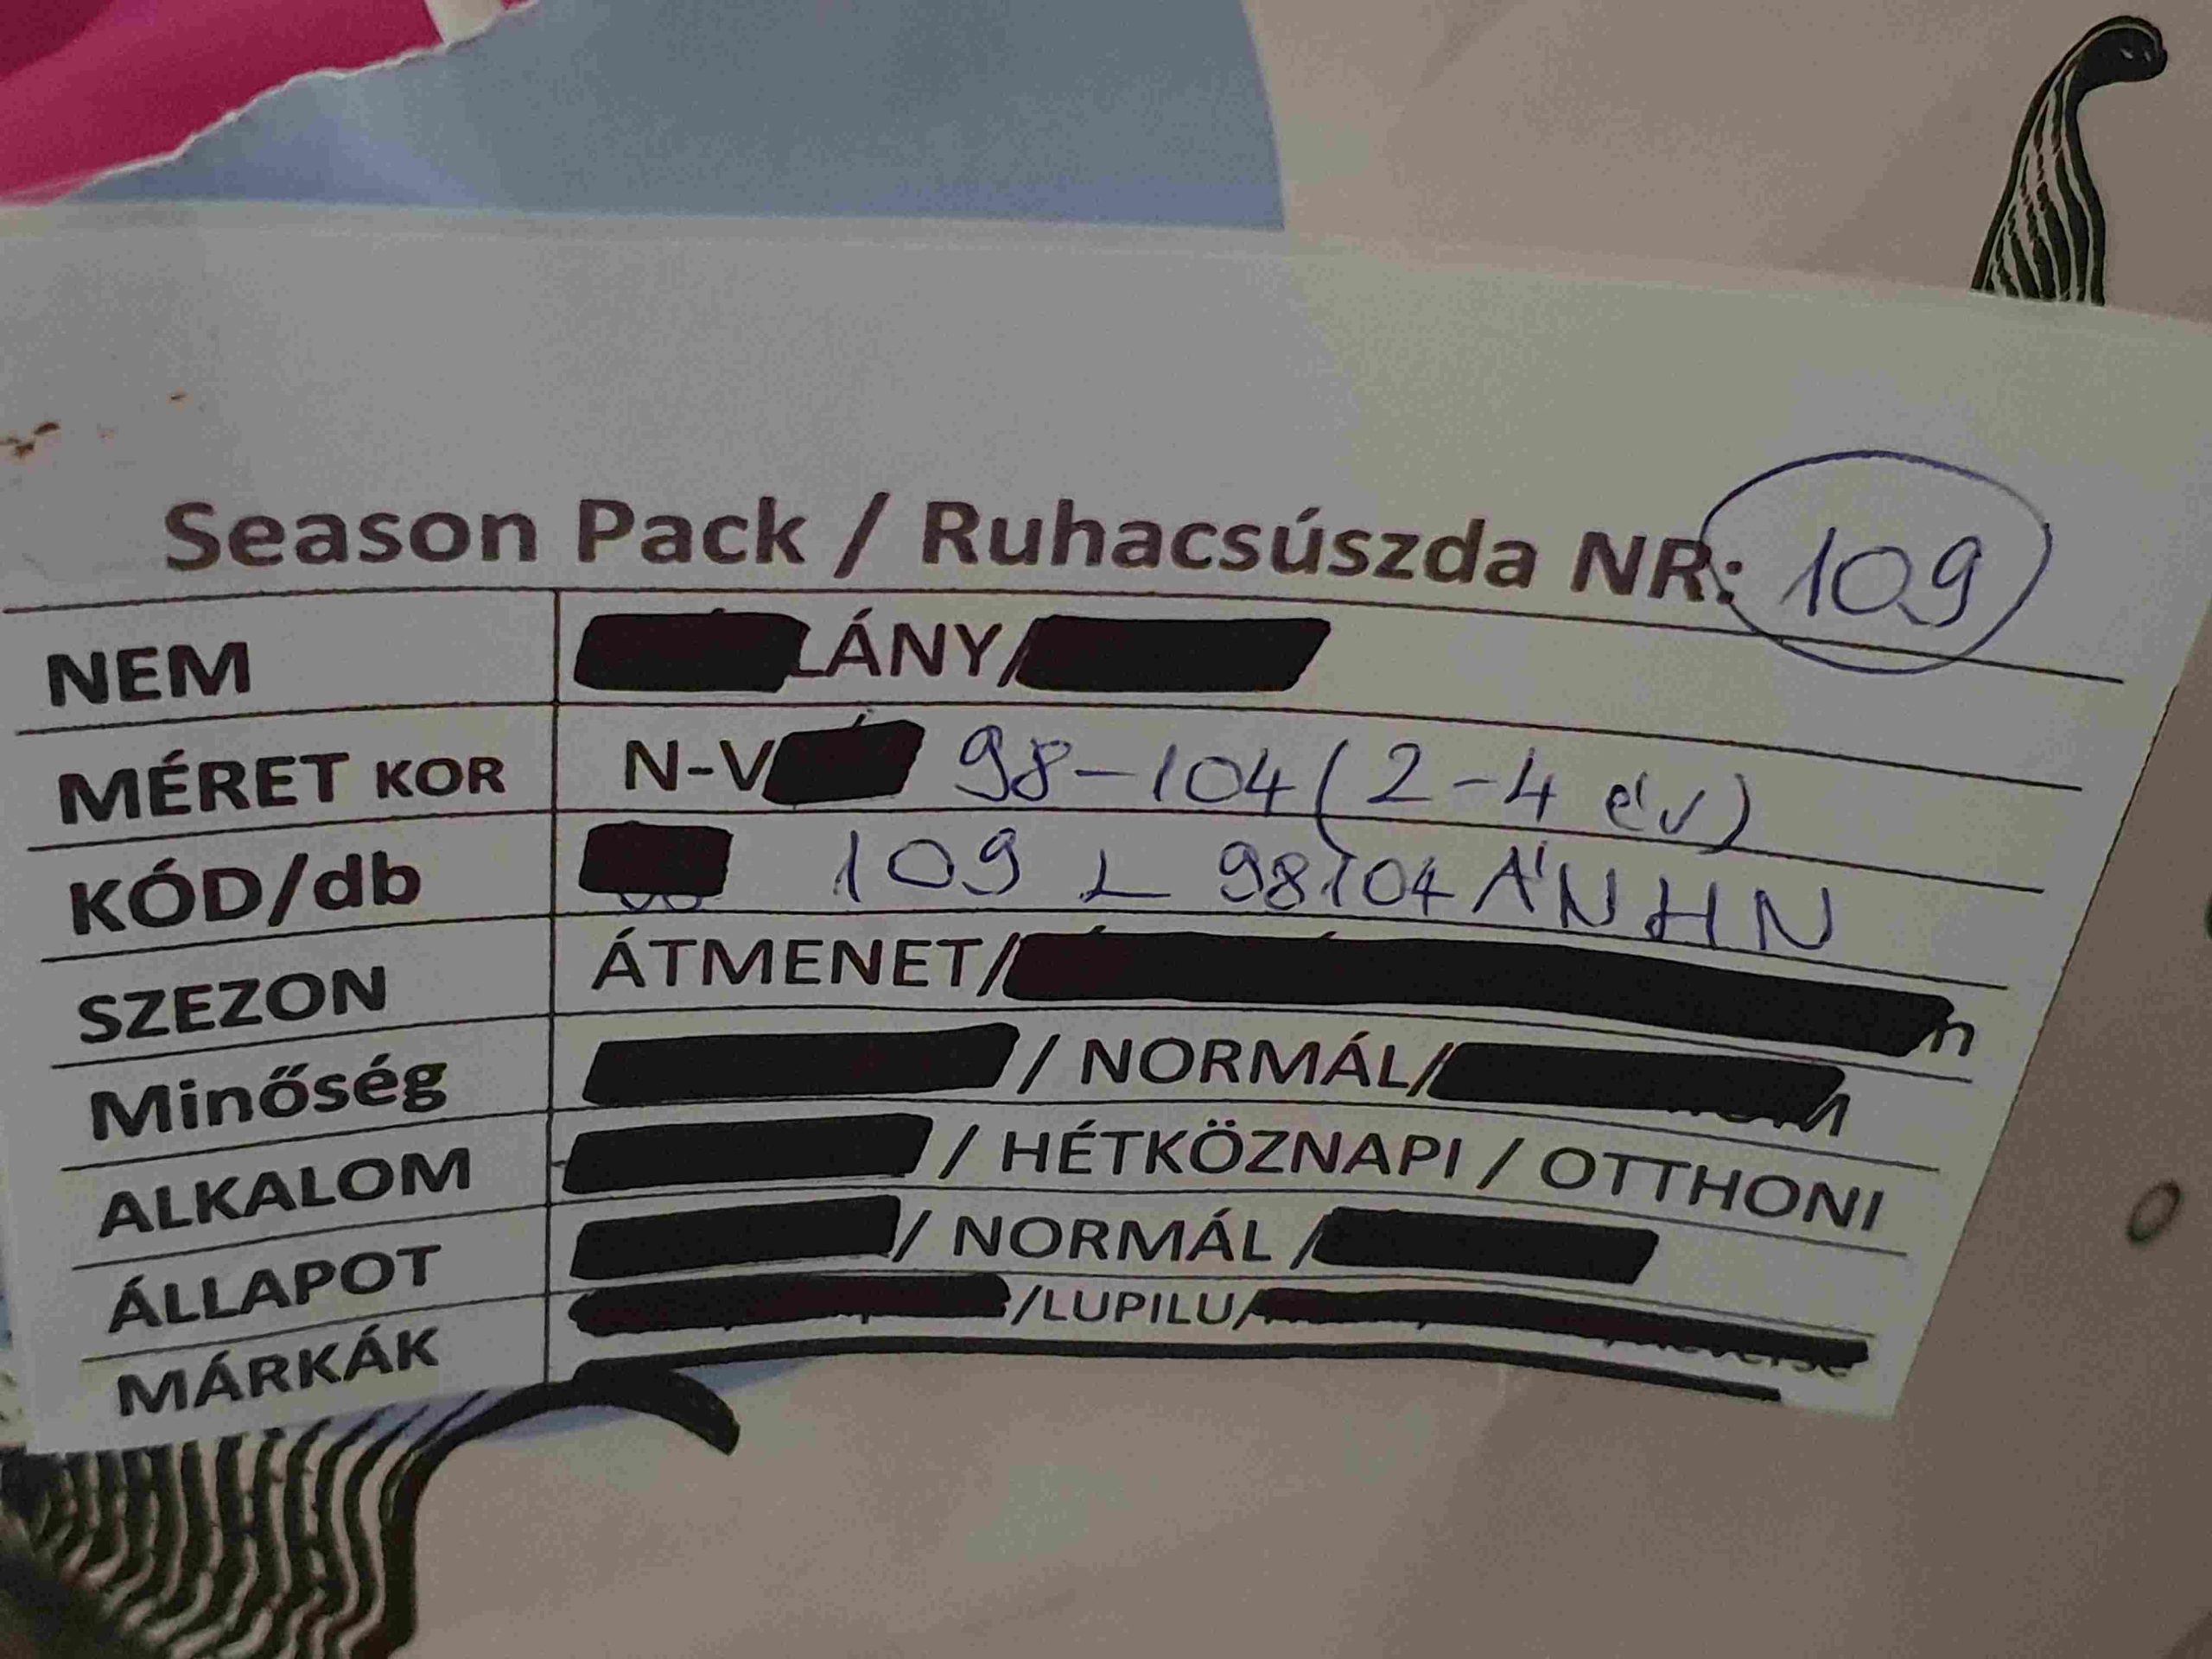 Season Pack / Ruhacsúszda NR: 109
NEM LÁNY/
MÉRET KOR N-V 98-104 (2-4 év)
KÓD/db 109 L 98104 ÁNHN
SZEZON ÁTMENET/
Minőség / NORMÁL/
ALKALOM / HÉTKÖZNAPI / OTTHONI
ÁLLAPOT / NORMÁL /
MÁRKÁK /LUPILU/